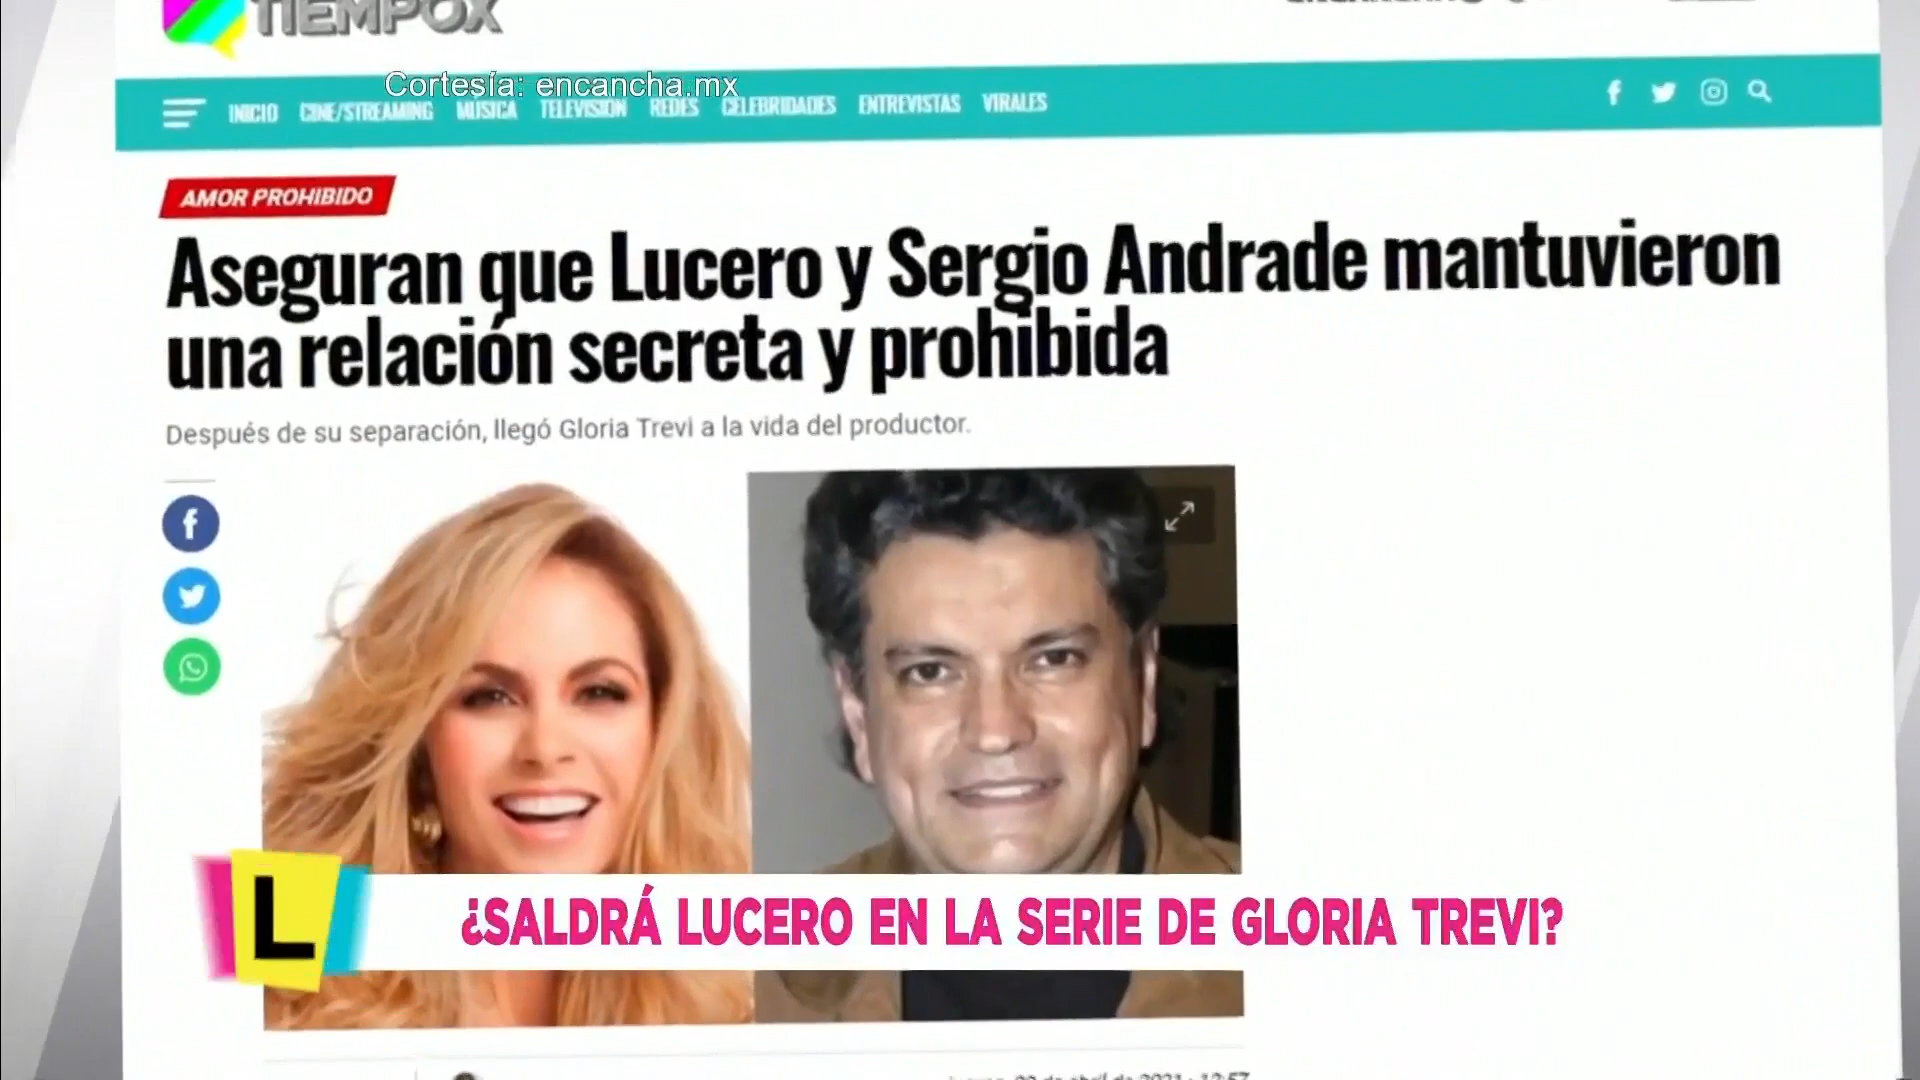 TIEMPOX
Cortesía: encancha.mx
INICIO CINE/STREAMING MUSICA TELEVISION REDES CELEBRIDADES ENTREVISTAS VIRALES
AMOR PROHIBIDO
Aseguran que Lucero y Sergio Andrade mantuvieron
una relación secreta y prohibida
Después de su separación, llegó Gloria Trevi a la vida del productor.
L
¿SALDRÁ LUCERO EN LA SERIE DE GLORIA TREVI?